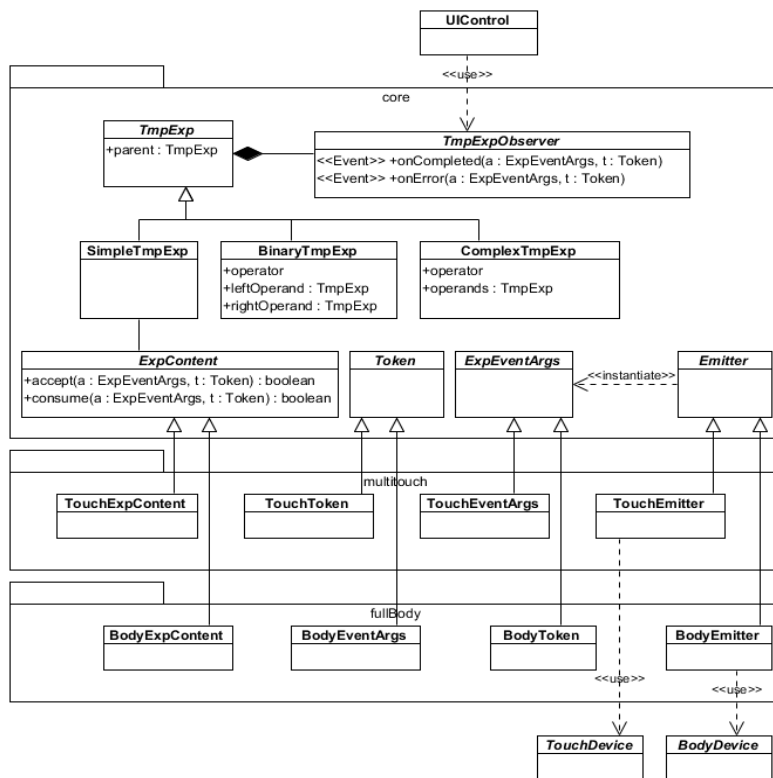 UIControl
<<use>>
core
TmpExp
+parent : TmpExp
TmpExpObserver
<<Event>> +onCompleted(a : ExpEventArgs, t : Token)
<<Event>> +onError(a : ExpEventArgs, t : Token)
SimpleTmpExp
BinaryTmpExp
+operator
+leftOperand : TmpExp
+rightOperand : TmpExp
ComplexTmpExp
+operator
+operands : TmpExp
ExpContent
+accept(a : ExpEventArgs, t : Token) : boolean
+consume(a : ExpEventArgs, t : Token) : boolean
Token
ExpEventArgs
<<instantiate>>
Emitter
multitouch
TouchExpContent
TouchToken
TouchEventArgs
TouchEmitter
fullBody
BodyExpContent
BodyEventArgs
BodyToken
BodyEmitter
<<use>>
<<use>>
TouchDevice
BodyDevice